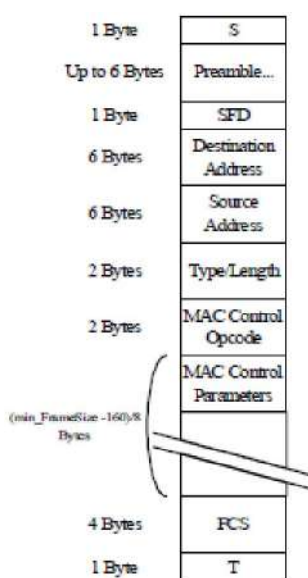 1 Byte S
Up to 6 Bytes Preamble...
1 Byte SFD
6 Bytes Destination
Address
6 Bytes Source
Address
2 Bytes Type/Length
2 Bytes MAC Control
Opcode
MAC Control
Parameters
(min_FrameSize -160)/8
Bytes
4 Bytes FCS
1 Byte T